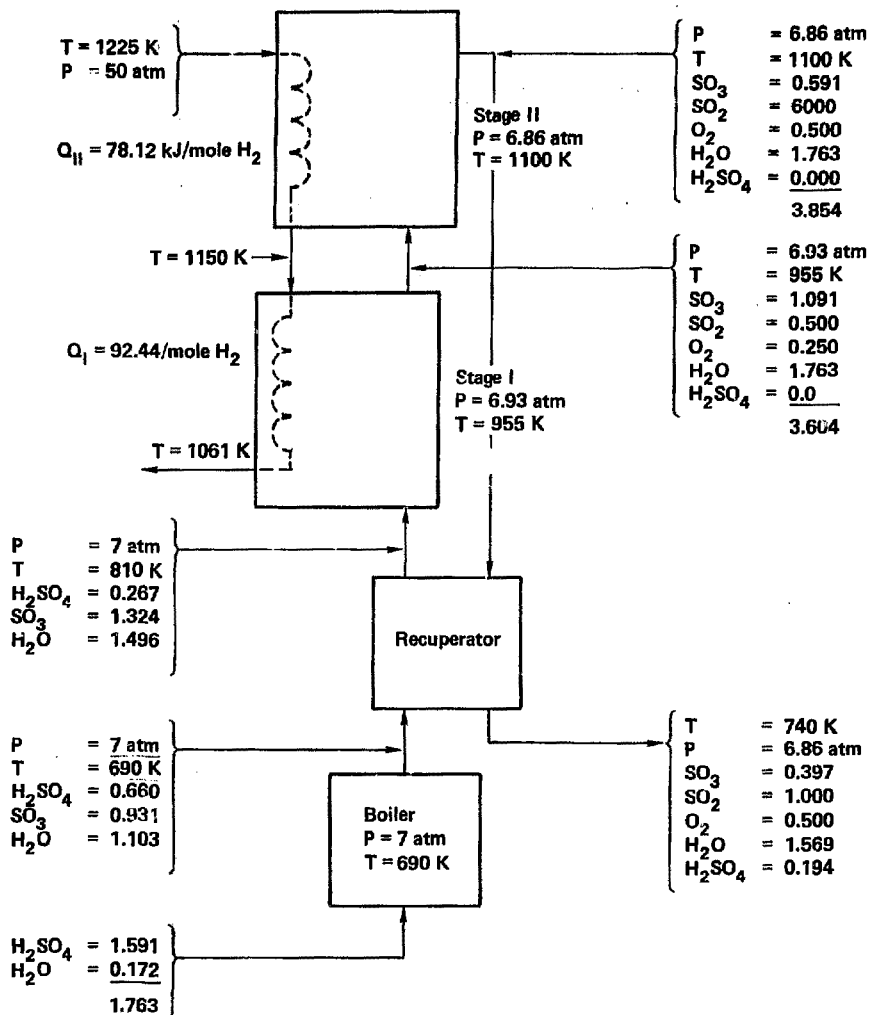 T = 1225 K
P = 50 atm
Q_II = 78.12 kJ/mole H₂
Stage II
P = 6.86 atm
T = 1100 K
P = 6.86 atm
T = 1100 K
SO₃ = 0.591
SO₂ = 6000
O₂ = 0.500
H₂O = 1.763
H₂SO₄ = 0.000
3.854
T = 1150 K
P = 6.93 atm
T = 955 K
SO₃ = 1.091
SO₂ = 0.500
O₂ = 0.250
H₂O = 1.763
H₂SO₄ = 0.0
3.604
Q_I = 92.44/mole H₂
Stage I
P = 6.93 atm
T = 955 K
T = 1061 K
P = 7 atm
T = 810 K
H₂SO₄ = 0.267
SO₃ = 1.324
H₂O = 1.496
Recuperator
P = 7 atm
T = 690 K
H₂SO₄ = 0.660
SO₃ = 0.931
H₂O = 1.103
Boiler
P = 7 atm
T = 690 K
T = 740 K
P = 6.86 atm
SO₃ = 0.397
SO₂ = 1.000
O₂ = 0.500
H₂O = 1.569
H₂SO₄ = 0.194
H₂SO₄ = 1.591
H₂O = 0.172
1.763